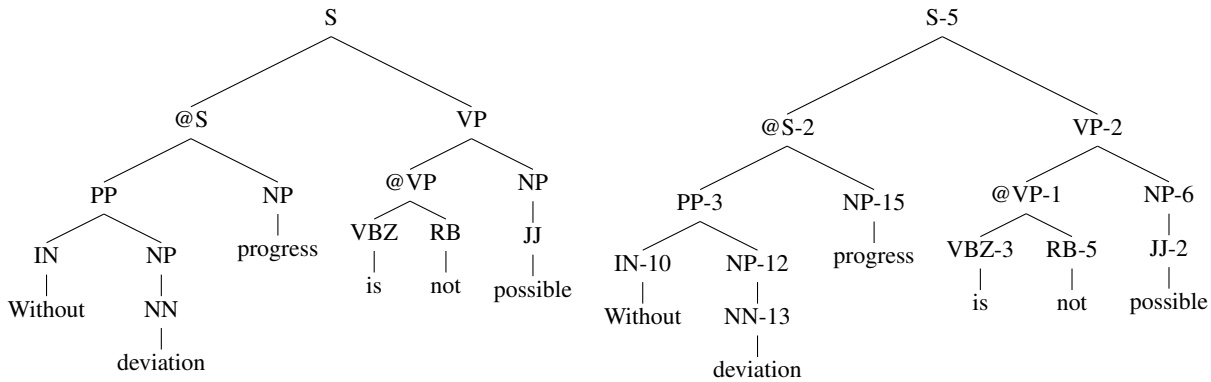 S S-5
@S VP @S-2 VP-2
PP NP @VP NP PP-3 NP-15 @VP-1 NP-6
IN NP progress VBZ RB JJ IN-10 NP-12 progress VBZ-3 RB-5 JJ-2
Without NN is not possible Without NN-13 is not possible
deviation deviation